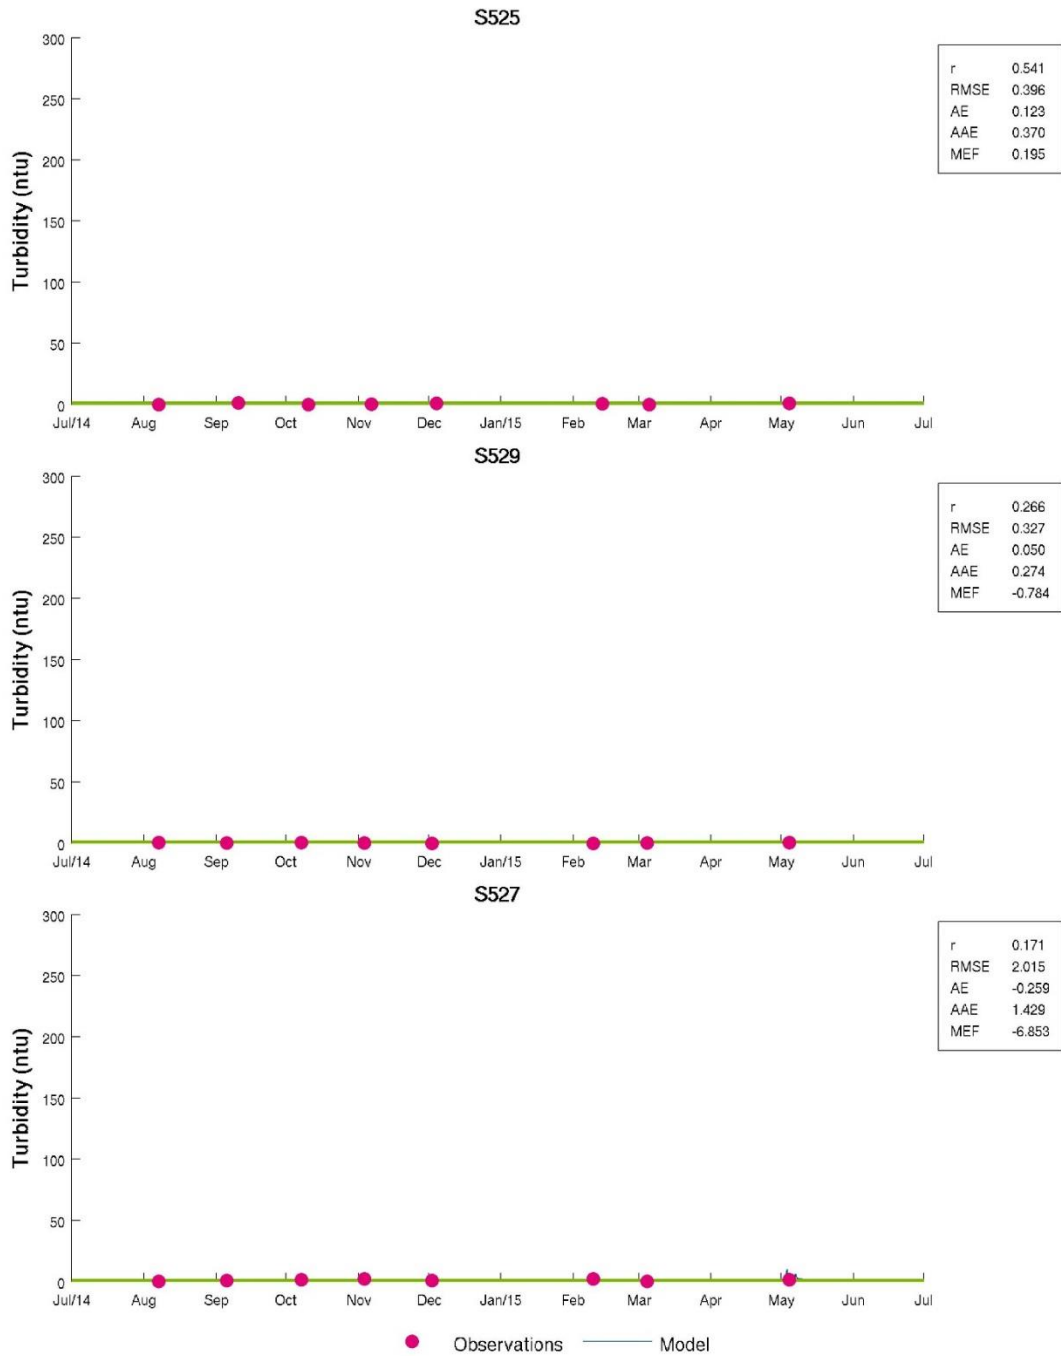 S525
Turbidity (ntu)
300
250
200
150
100
50
0
Jul/14 Aug Sep Oct Nov Dec Jan/15 Feb Mar Apr May Jun Jul
r 0.541
RMSE 0.396
AE 0.123
AAE 0.370
MEF 0.195
S529
Turbidity (ntu)
300
250
200
150
100
50
0
Jul/14 Aug Sep Oct Nov Dec Jan/15 Feb Mar Apr May Jun Jul
r 0.266
RMSE 0.327
AE 0.050
AAE 0.274
MEF -0.784
S527
Turbidity (ntu)
300
250
200
150
100
50
0
Jul/14 Aug Sep Oct Nov Dec Jan/15 Feb Mar Apr May Jun Jul
r 0.171
RMSE 2.015
AE -0.259
AAE 1.429
MEF -6.853
Observations Model